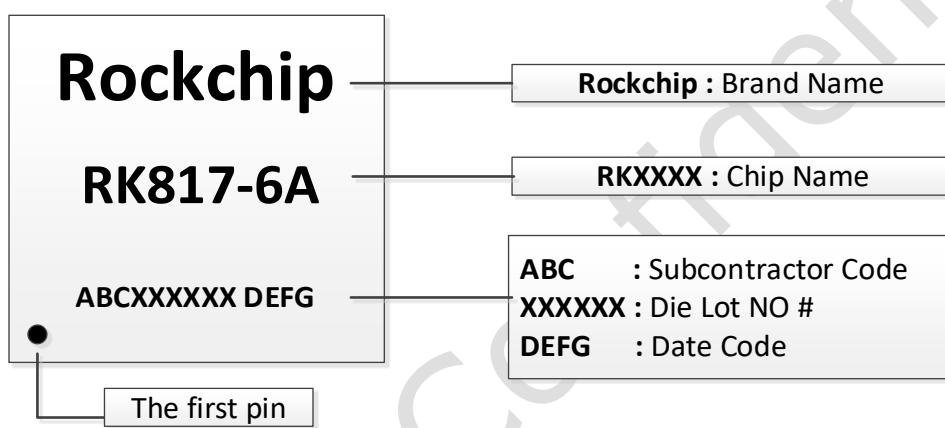 Rockchip
Rockchip : Brand Name
RK817-6A
RKXXXX : Chip Name
ABCXXXXXX DEFG
ABC : Subcontractor Code
XXXXXX : Die Lot NO #
DEFG : Date Code
The first pin